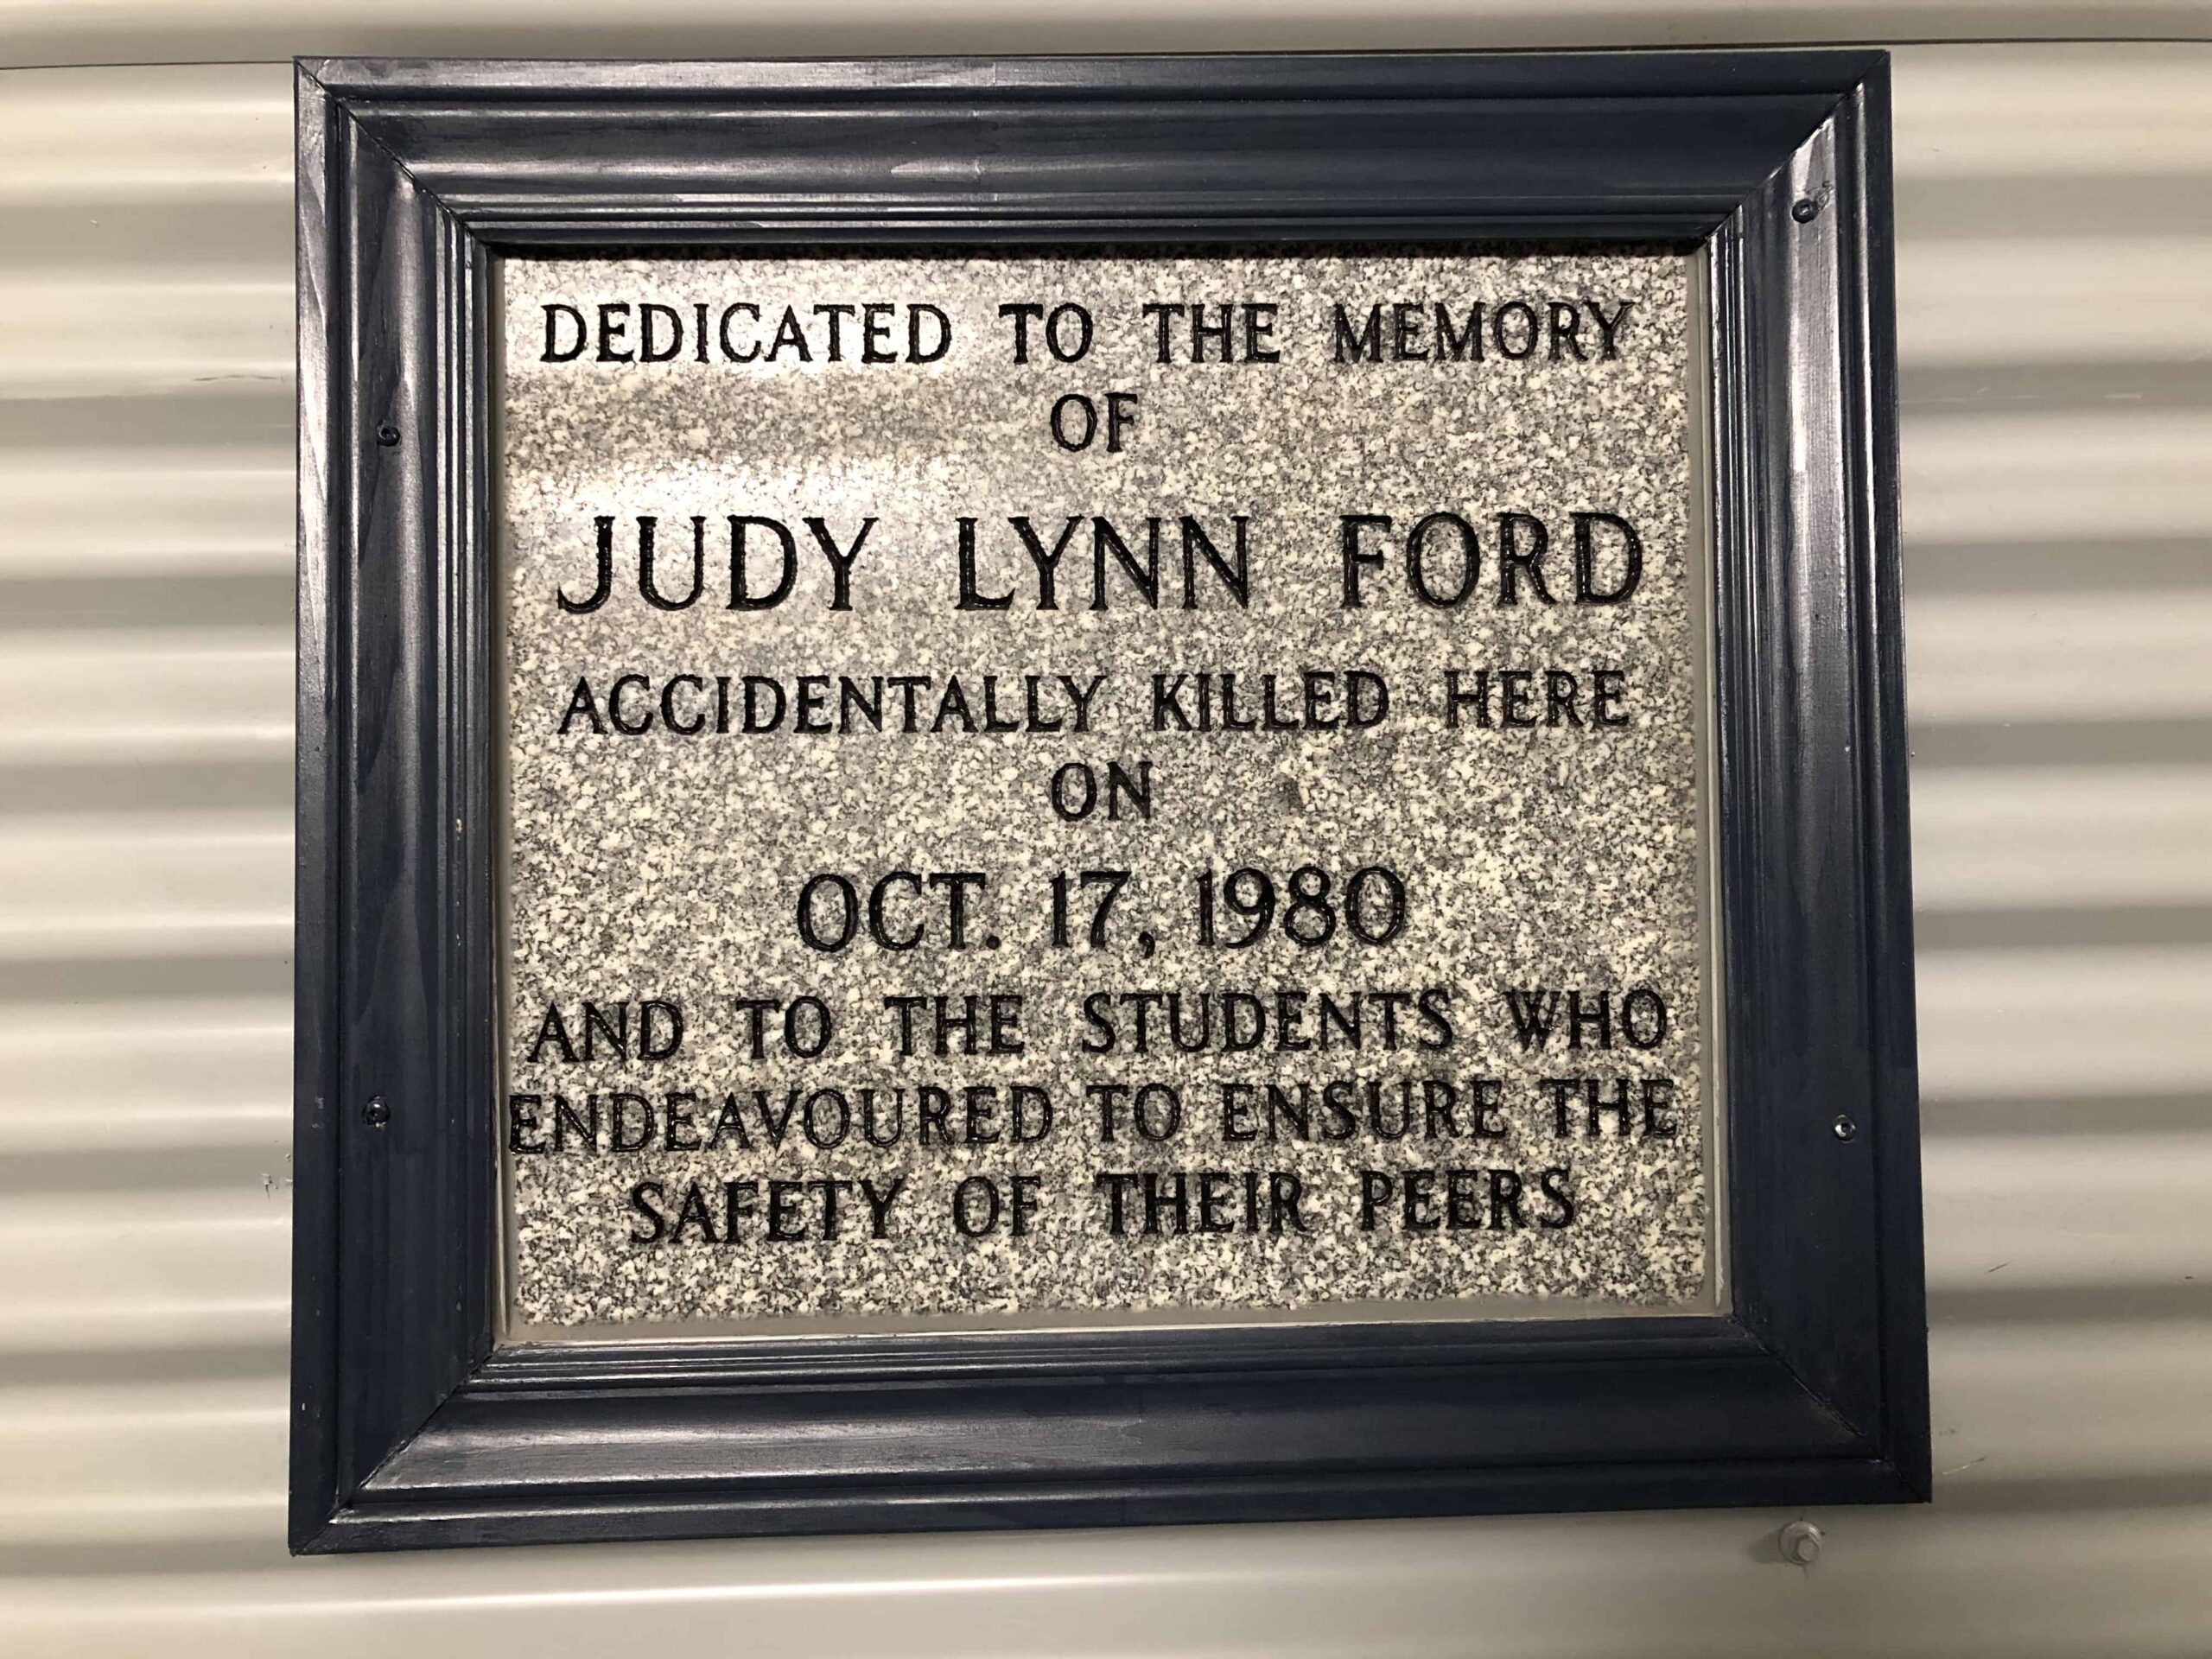 DEDICATED TO THE MEMORY
OF
JUDY LYNN FORD
ACCIDENTALLY KILLED HERE
ON
OCT. 17, 1980
AND TO THE STUDENTS WHO
ENDEAVOURED TO ENSURE THE
SAFETY OF THEIR PEERS